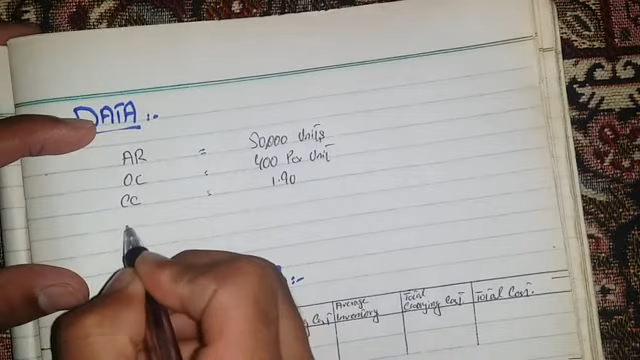 DATA :-
AR = 50,000 Units
OC : 400 Per Unit
CC : 1.90
:-
Cost Average Inventory Total Carrying Cost Total Cost.